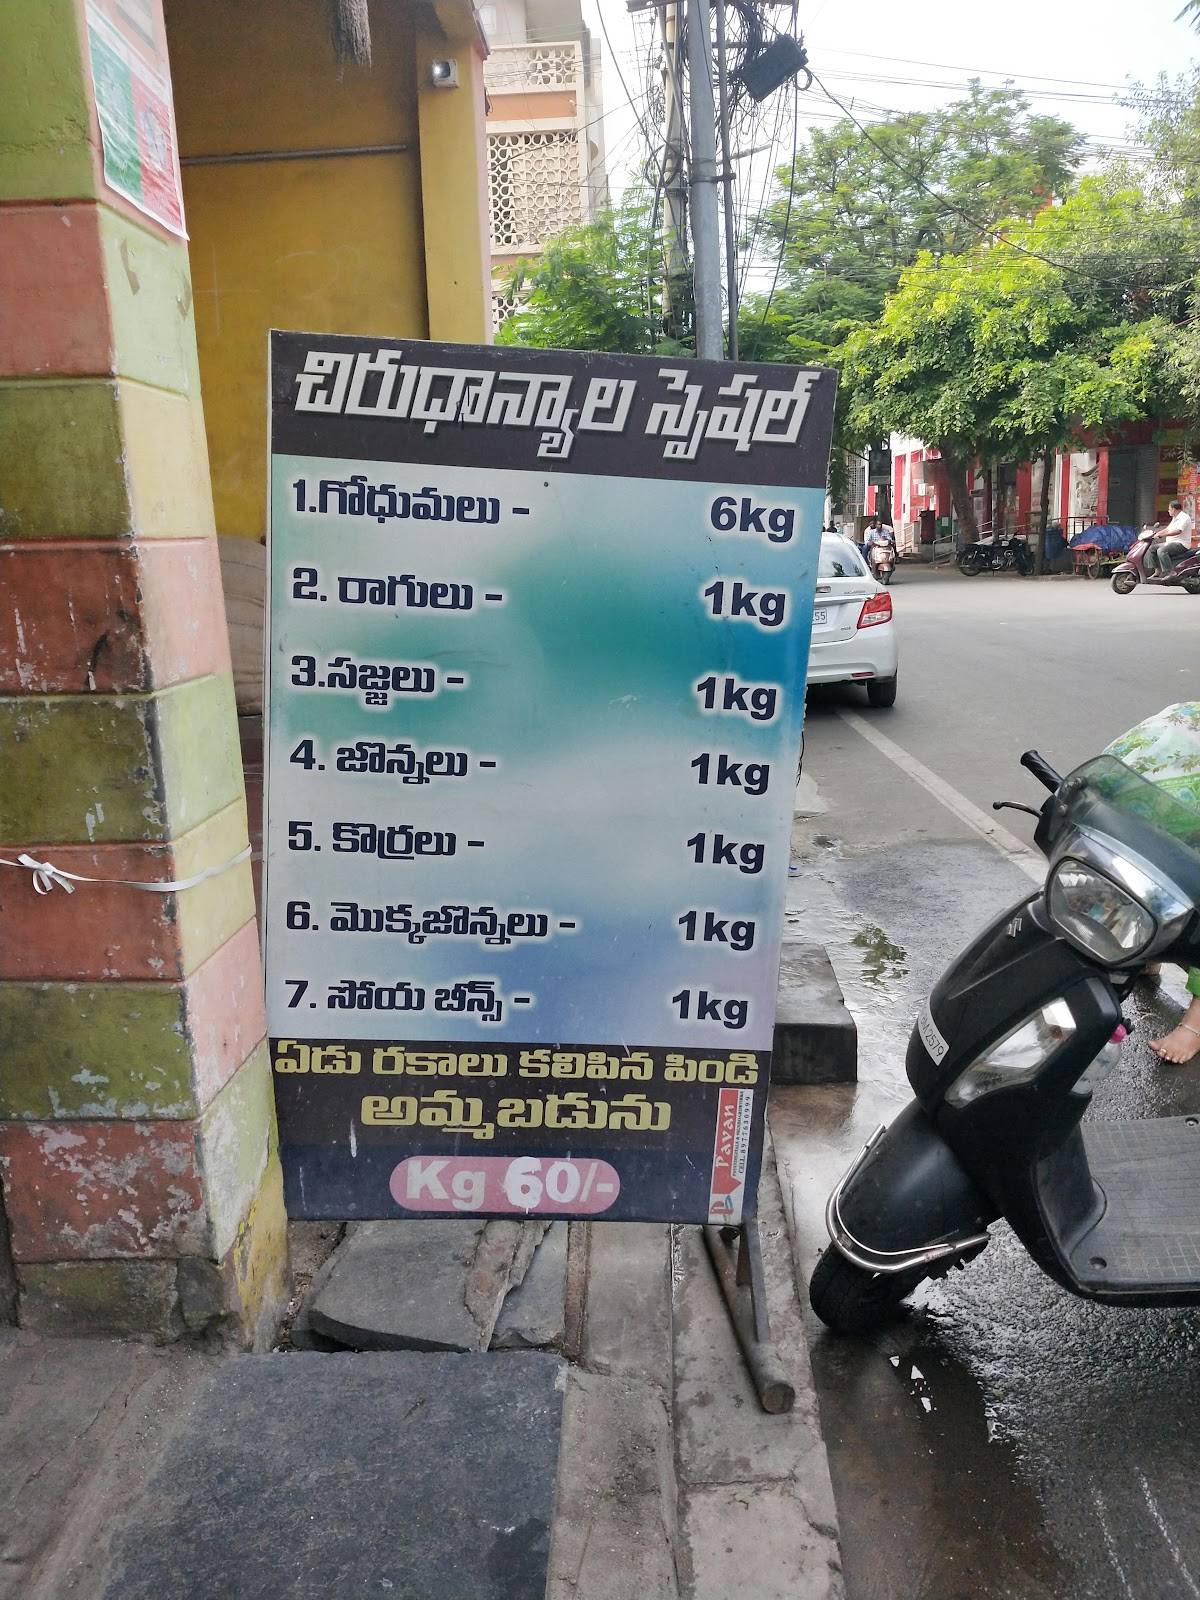 చిరుధాన్యాల స్పెషల్
1.గోధుమలు - 6kg
2. రాగులు - 1kg
3.సజ్జలు - 1kg
4. జొన్నలు - 1kg
5. కొర్రలు - 1kg
6. మొక్కజొన్నలు - 1kg
7. సోయ బీన్స్ - 1kg
ఏడు రకాలు కలిపిన పిండి
అమ్మబడును
Kg 60/-
Pavan